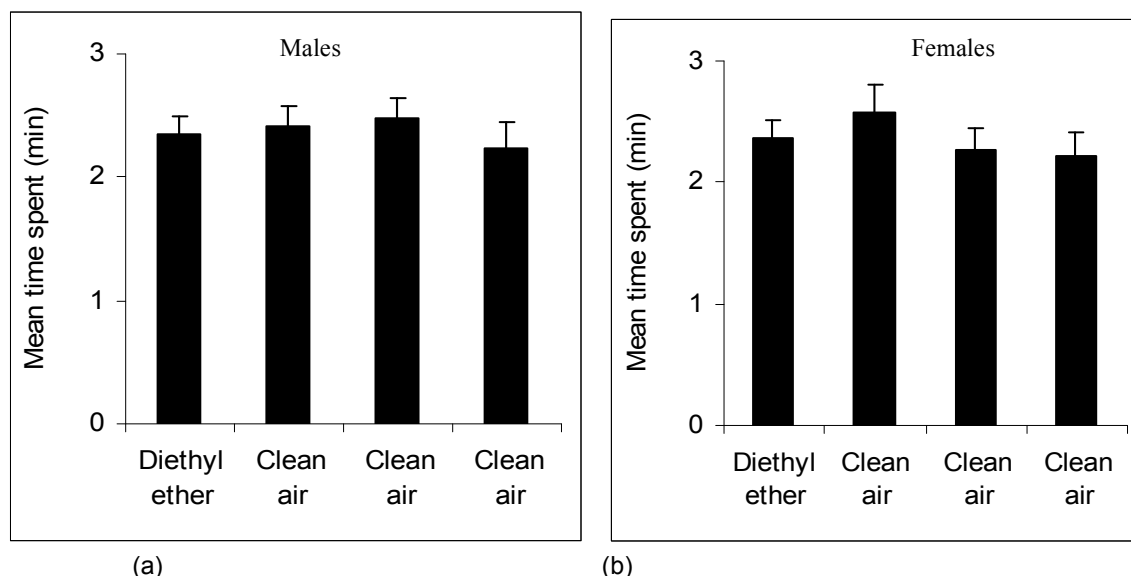 Males
Mean time spent (min)
3
2
1
0
Diethyl ether
Clean air
Clean air
Clean air
(a)
Females
Mean time spent (min)
3
2
1
0
Diethyl ether
Clean air
Clean air
Clean air
(b)